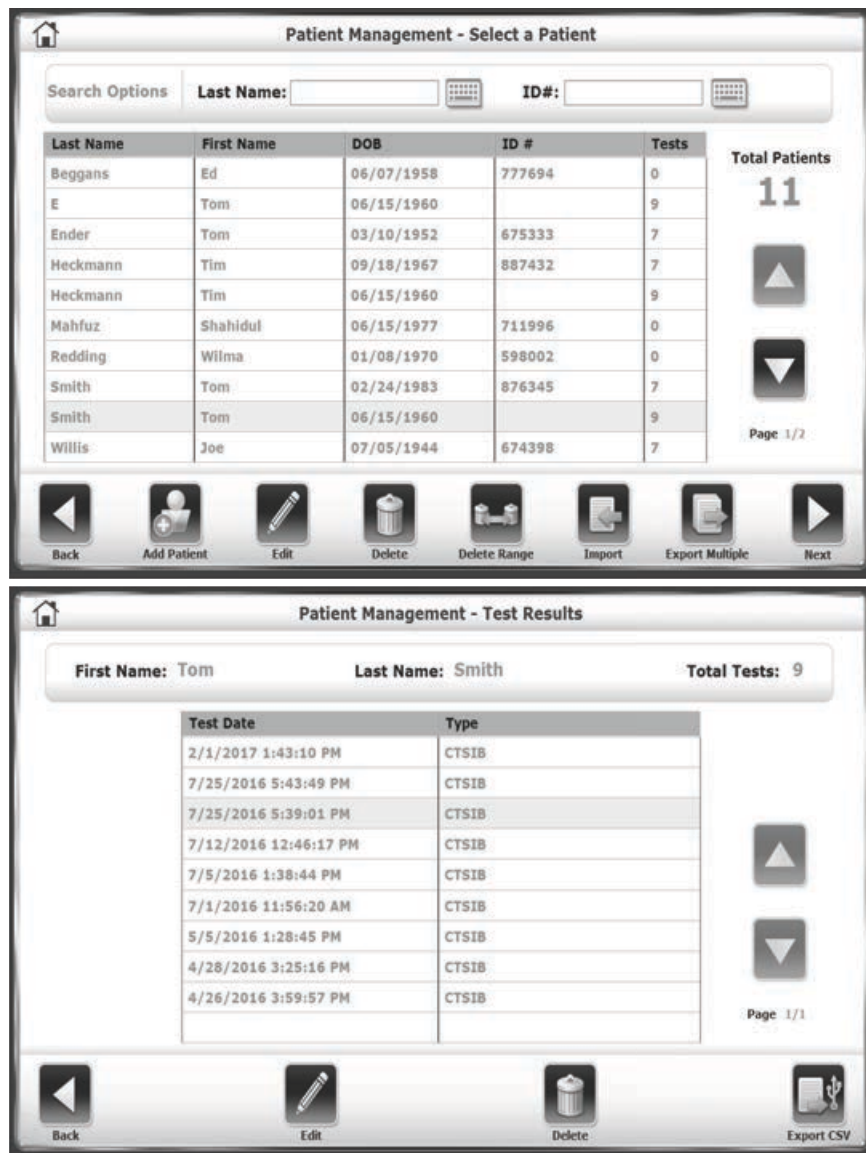 Patient Management - Select a Patient
Search Options Last Name: ID#:
Last Name First Name DOB ID # Tests
Beggans Ed 06/07/1958 777694 0
E Tom 06/15/1960 9
Ender Tom 03/10/1952 675333 7
Heckmann Tim 09/18/1967 887432 7
Heckmann Tim 06/15/1960 9
Mahfuz Shahidul 06/15/1977 711996 0
Redding Wilma 01/08/1970 598002 0
Smith Tom 02/24/1983 876345 7
Smith Tom 06/15/1960 9
Willis Joe 07/05/1944 674398 7
Total Patients
11
Page 1/2
Back Add Patient Edit Delete Delete Range Import Export Multiple Next
Patient Management - Test Results
First Name: Tom Last Name: Smith Total Tests: 9
Test Date Type
2/1/2017 1:43:10 PM CTSIB
7/25/2016 5:43:49 PM CTSIB
7/25/2016 5:39:01 PM CTSIB
7/12/2016 12:46:17 PM CTSIB
7/5/2016 1:38:44 PM CTSIB
7/1/2016 11:56:20 AM CTSIB
5/5/2016 1:28:45 PM CTSIB
4/28/2016 3:25:16 PM CTSIB
4/26/2016 3:59:57 PM CTSIB
Page 1/1
Back Edit Delete Export CSV